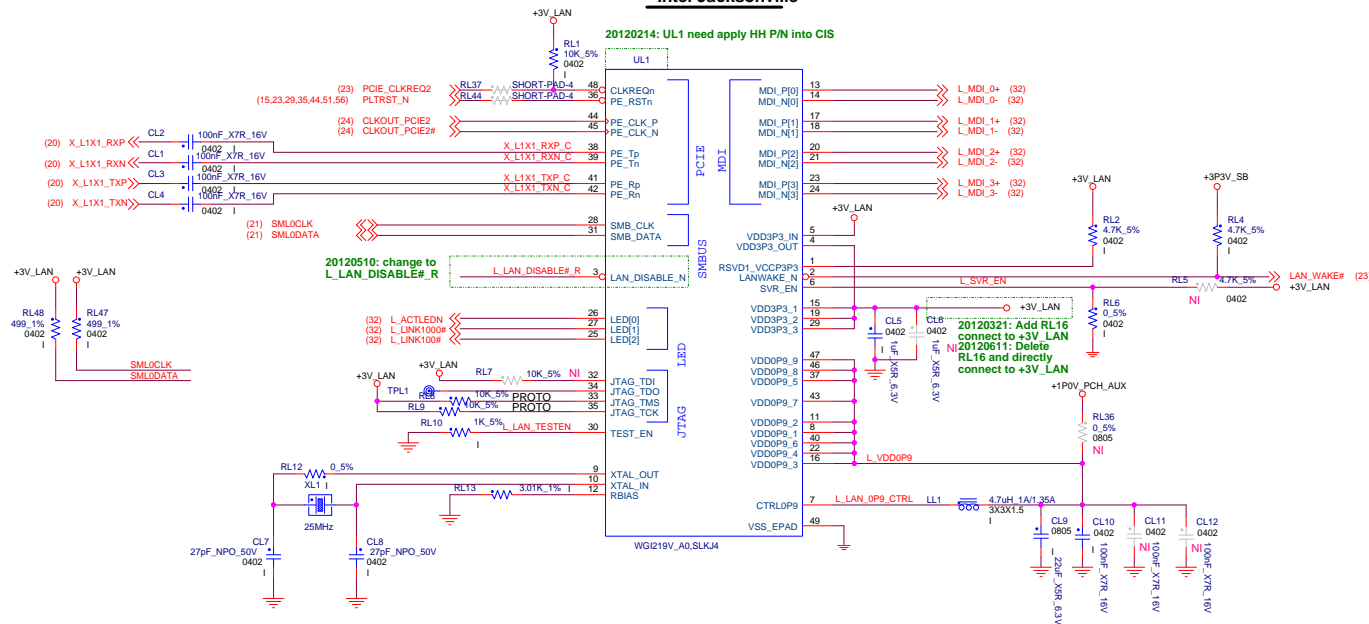 Intel Jacksonville
+3V_LAN
20120214: UL1 need apply HH P/N into CIS
RL1
10K_5%
0402
I
UL1
(23) PCIE_CLKREQ2
RL37
SHORT-PAD-4
48
CLKREQn
(15,23,29,35,44,51,56) PLTRST_N
RL44
SHORT-PAD-4
36
PE_RSTn
(24) CLKOUT_PCIE2
44
PE_CLK_P
(24) CLKOUT_PCIE2#
45
PE_CLK_N
CL2
100nF_X7R_16V
(20) X_L1X1_RXP
0402
I
X_L1X1_RXP_C
38
PE_Tp
CL1
100nF_X7R_16V
(20) X_L1X1_RXN
0402
I
X_L1X1_RXN_C
39
PE_Tn
CL3
100nF_X7R_16V
(20) X_L1X1_TXP
0402
I
X_L1X1_TXP_C
41
PE_Rp
CL4
100nF_X7R_16V
(20) X_L1X1_TXN
0402
I
X_L1X1_TXN_C
42
PE_Rn
PCIE
MDI
MDI_P[0]
13
L_MDI_0+ (32)
MDI_N[0]
14
L_MDI_0- (32)
MDI_P[1]
17
L_MDI_1+ (32)
MDI_N[1]
18
L_MDI_1- (32)
MDI_P[2]
20
L_MDI_2+ (32)
MDI_N[2]
21
L_MDI_2- (32)
MDI_P[3]
23
L_MDI_3+ (32)
MDI_N[3]
24
L_MDI_3- (32)
(21) SML0CLK
28
SMB_CLK
(21) SML0DATA
31
SMB_DATA
SMBUS
20120510: change to
L_LAN_DISABLE#_R
L_LAN_DISABLE#_R
3
LAN_DISABLE_N
+3V_LAN
VDD3P3_IN
5
VDD3P3_OUT
4
RSVD1_VCCP3P3
1
LANWAKE_N
2
SVR_EN
6
L_SVR_EN
+3V_LAN
RL2
4.7K_5%
0402
I
+3P3V_SB
RL4
4.7K_5%
0402
I
LAN_WAKE# (23)
RL5
4.7K_5%
NI
0402
+3V_LAN
RL6
0_5%
0402
I
+3V_LAN
+3V_LAN
RL48
499_1%
0402
I
RL47
499_1%
0402
I
SML0CLK
SML0DATA
(32) L_ACTLEDN
26
LED[0]
(32) L_LINK1000#
27
LED[1]
(32) L_LINK100#
25
LED[2]
LED
VDD3P3_1
15
VDD3P3_2
19
VDD3P3_3
29
+3V_LAN
CL5
0402
I
1uF_X5R_6.3V
CL6
0402
NI
1uF_X5R_6.3V
20120321: Add RL16
connect to +3V_LAN
20120611: Delete
RL16 and directly
connect to +3V_LAN
+3V_LAN
RL7
10K_5%
NI
32
JTAG_TDI
+3V_LAN
TPL1
34
JTAG_TDO
RL8
10K_5%
PROTO
33
JTAG_TMS
RL9
10K_5%
PROTO
35
JTAG_TCK
JTAG
RL10
1K_5%
I
L_LAN_TESTEN
30
TEST_EN
VDD0P9_9
47
VDD0P9_8
46
VDD0P9_5
37
VDD0P9_7
43
VDD0P9_2
11
VDD0P9_1
8
VDD0P9_6
40
VDD0P9_4
22
VDD0P9_3
16
L_VDD0P9
+1P0V_PCH_AUX
RL36
0_5%
0805
NI
RL12
0_5%
I
9
XTAL_OUT
XL1
10
XTAL_IN
RL13
3.01K_1%
I
12
RBIAS
25MHz
CL7
27pF_NPO_50V
0402
I
CL8
27pF_NPO_50V
0402
I
CTRL0P9
7
L_LAN_0P9_CTRL
LL1
4.7uH_1A/1.35A
3X3X1.5
I
VSS_EPAD
49
WGI219V_A0,SLKJ4
CL9
0805
I
22uF_X5R_6.3V
CL10
0402
I
100nF_X7R_16V
CL11
0402
NI
100nF_X7R_16V
CL12
0402
NI
100nF_X7R_16V